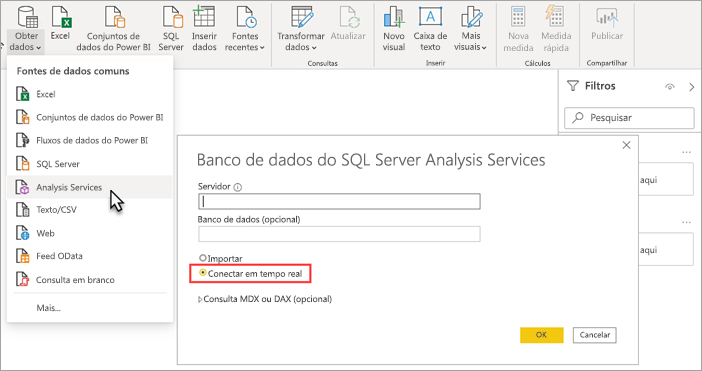 Obter
dados
Excel
Conjuntos de
dados do Power BI
SQL
Server
Inserir
dados
Fontes
recentes
Transformar
dados
Atualizar
Novo
visual
Caixa de
texto
Mais
visuais
Nova
medida
Medida
rápida
Publicar
Consultas
Inserir
Cálculos
Compartilhar
Fontes de dados comuns
Excel
Conjuntos de dados do Power BI
Fluxos de dados do Power BI
SQL Server
Analysis Services
Texto/CSV
Web
Feed OData
Consulta em branco
Mais...
Banco de dados do SQL Server Analysis Services
Servidor
Banco de dados (opcional)
Importar
Conectar em tempo real
Consulta MDX ou DAX (opcional)
OK
Cancelar
Filtros
Pesquisar
...
aqui
...
aqui